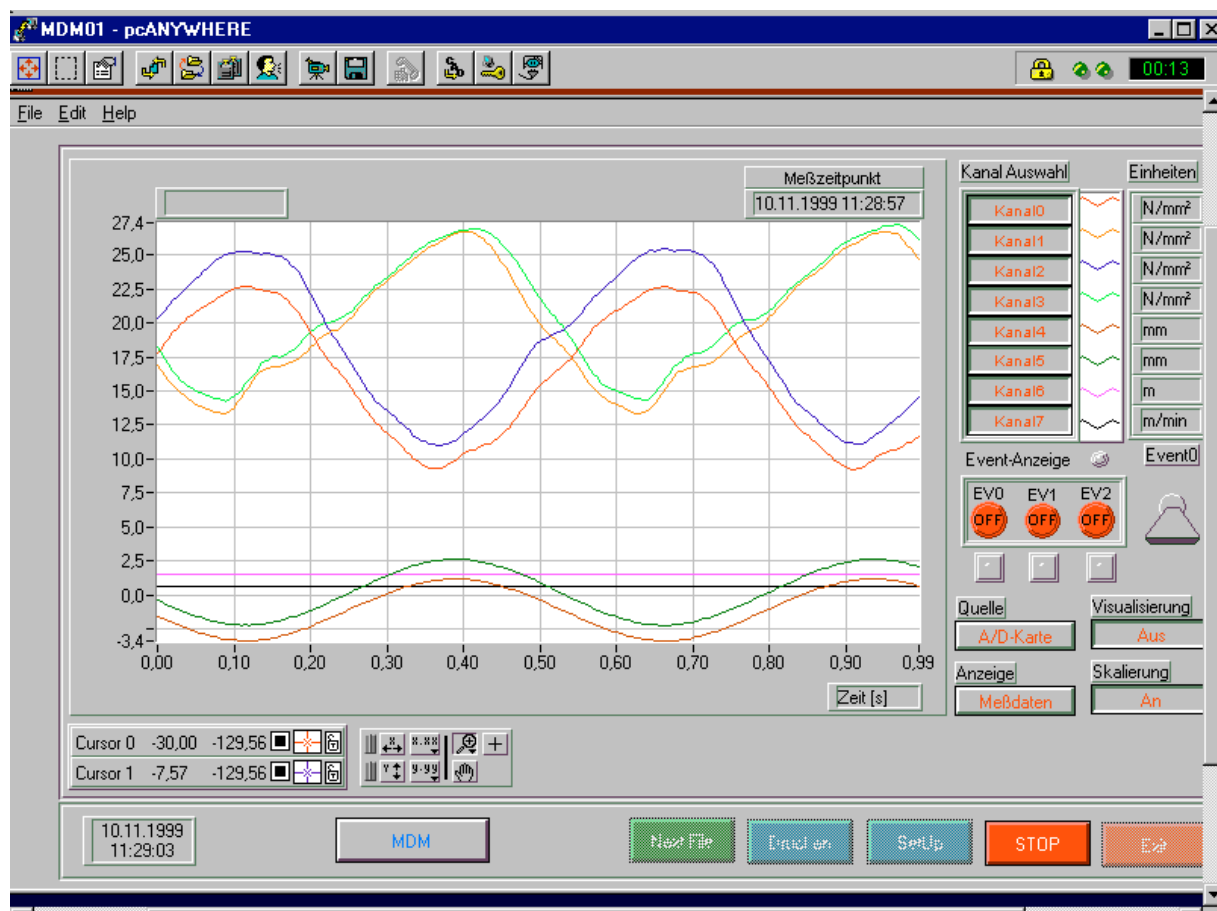 MDM01 - pcANYWHERE
00:13
File Edit Help
Meßzeitpunkt
10.11.1999 11:28:57
27,4
25,0
22,5
20,0
17,5
15,0
12,5
10,0
7,5
5,0
2,5
0,0
-3,4
0,00 0,10 0,20 0,30 0,40 0,50 0,60 0,70 0,80 0,90 0,99
Zeit [s]
Kanal Auswahl Einheiten
Kanal0 N/mm²
Kanal1 N/mm²
Kanal2 N/mm²
Kanal3 N/mm²
Kanal4 mm
Kanal5 mm
Kanal6 m
Kanal7 m/min
Event-Anzeige Event0
EV0 EV1 EV2
OFF OFF OFF
Quelle Visualisierung
A/D-Karte Aus
Anzeige Skalierung
Meßdaten An
Cursor 0 -30,00 -129,56
Cursor 1 -7,57 -129,56
X X.XX
Y Y.YY
10.11.1999
11:29:03
MDM
Next File
Drucken
SetUp
STOP
Exit